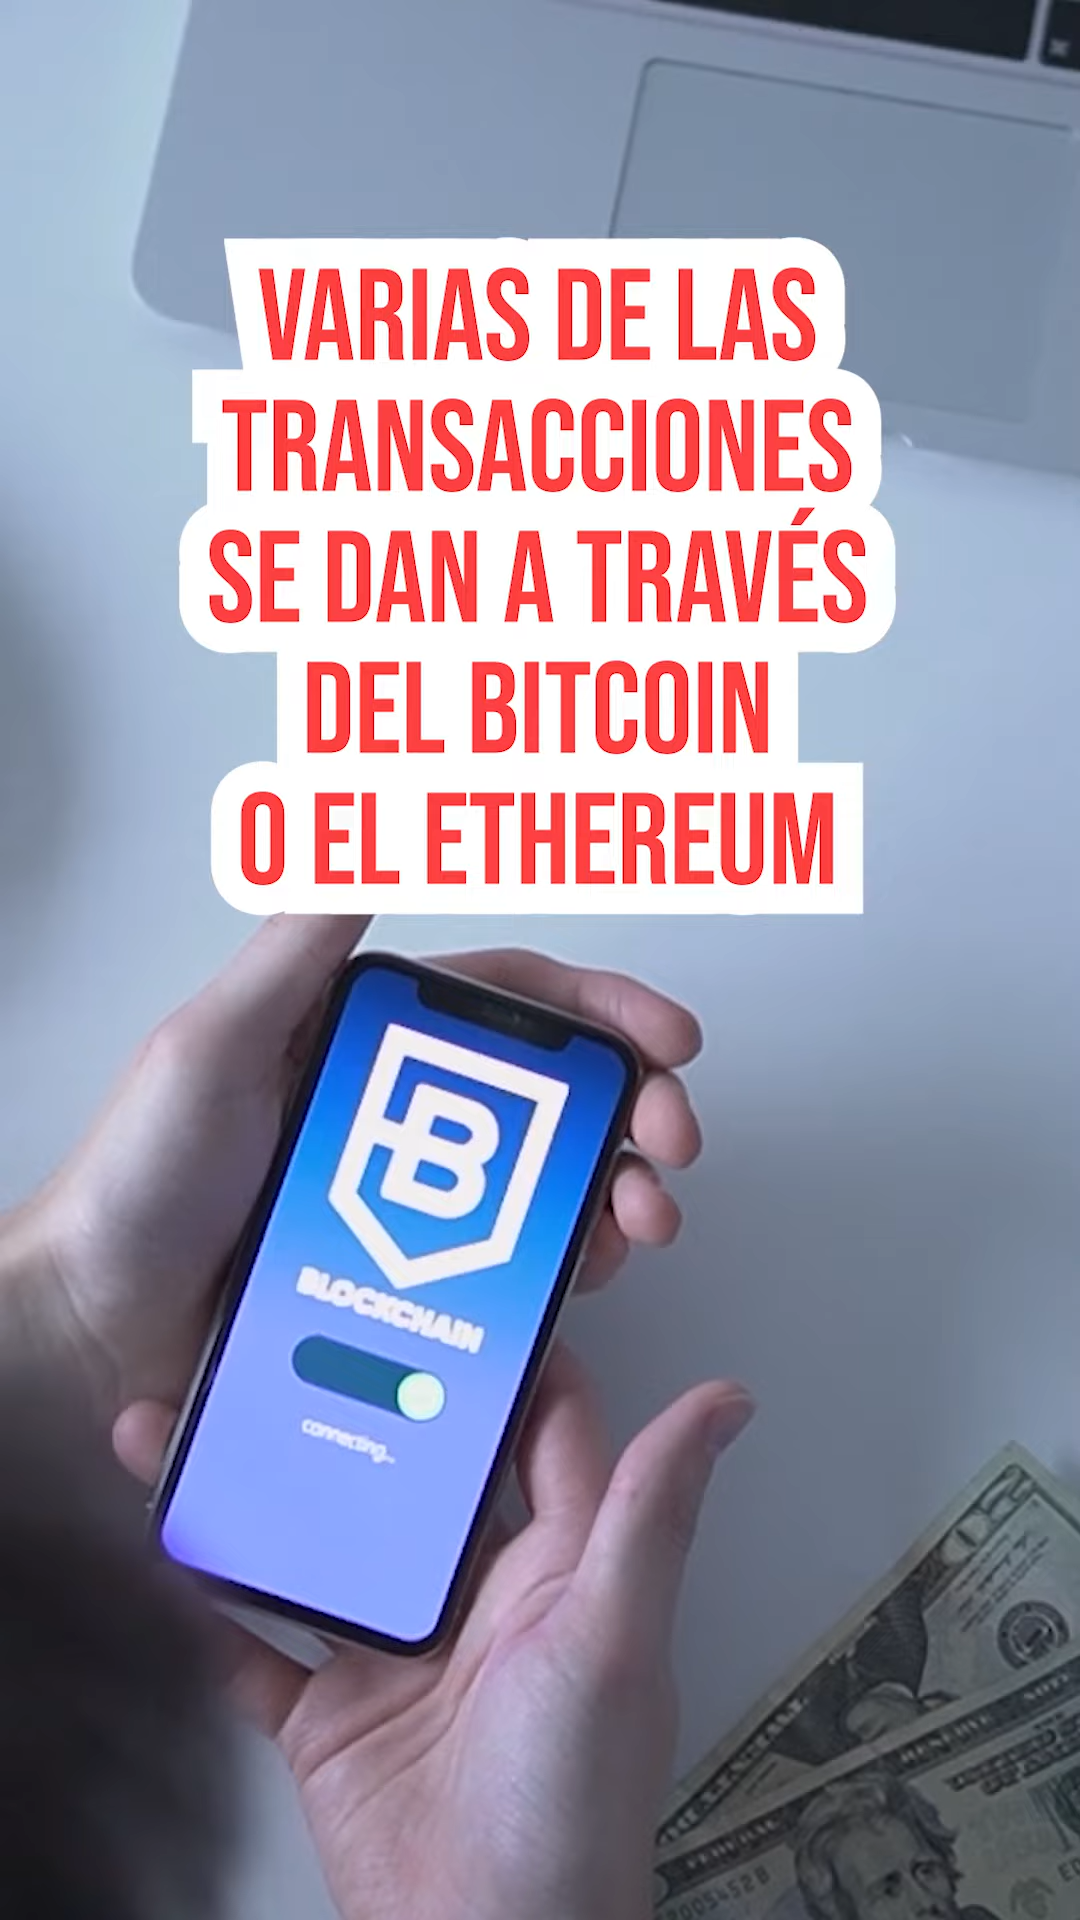 VARIAS DE LAS
TRANSACCIONES
SE DAN A TRAVÉS
DEL BITCOIN
O EL ETHEREUM
B
BLOCKCHAIN
connecting...